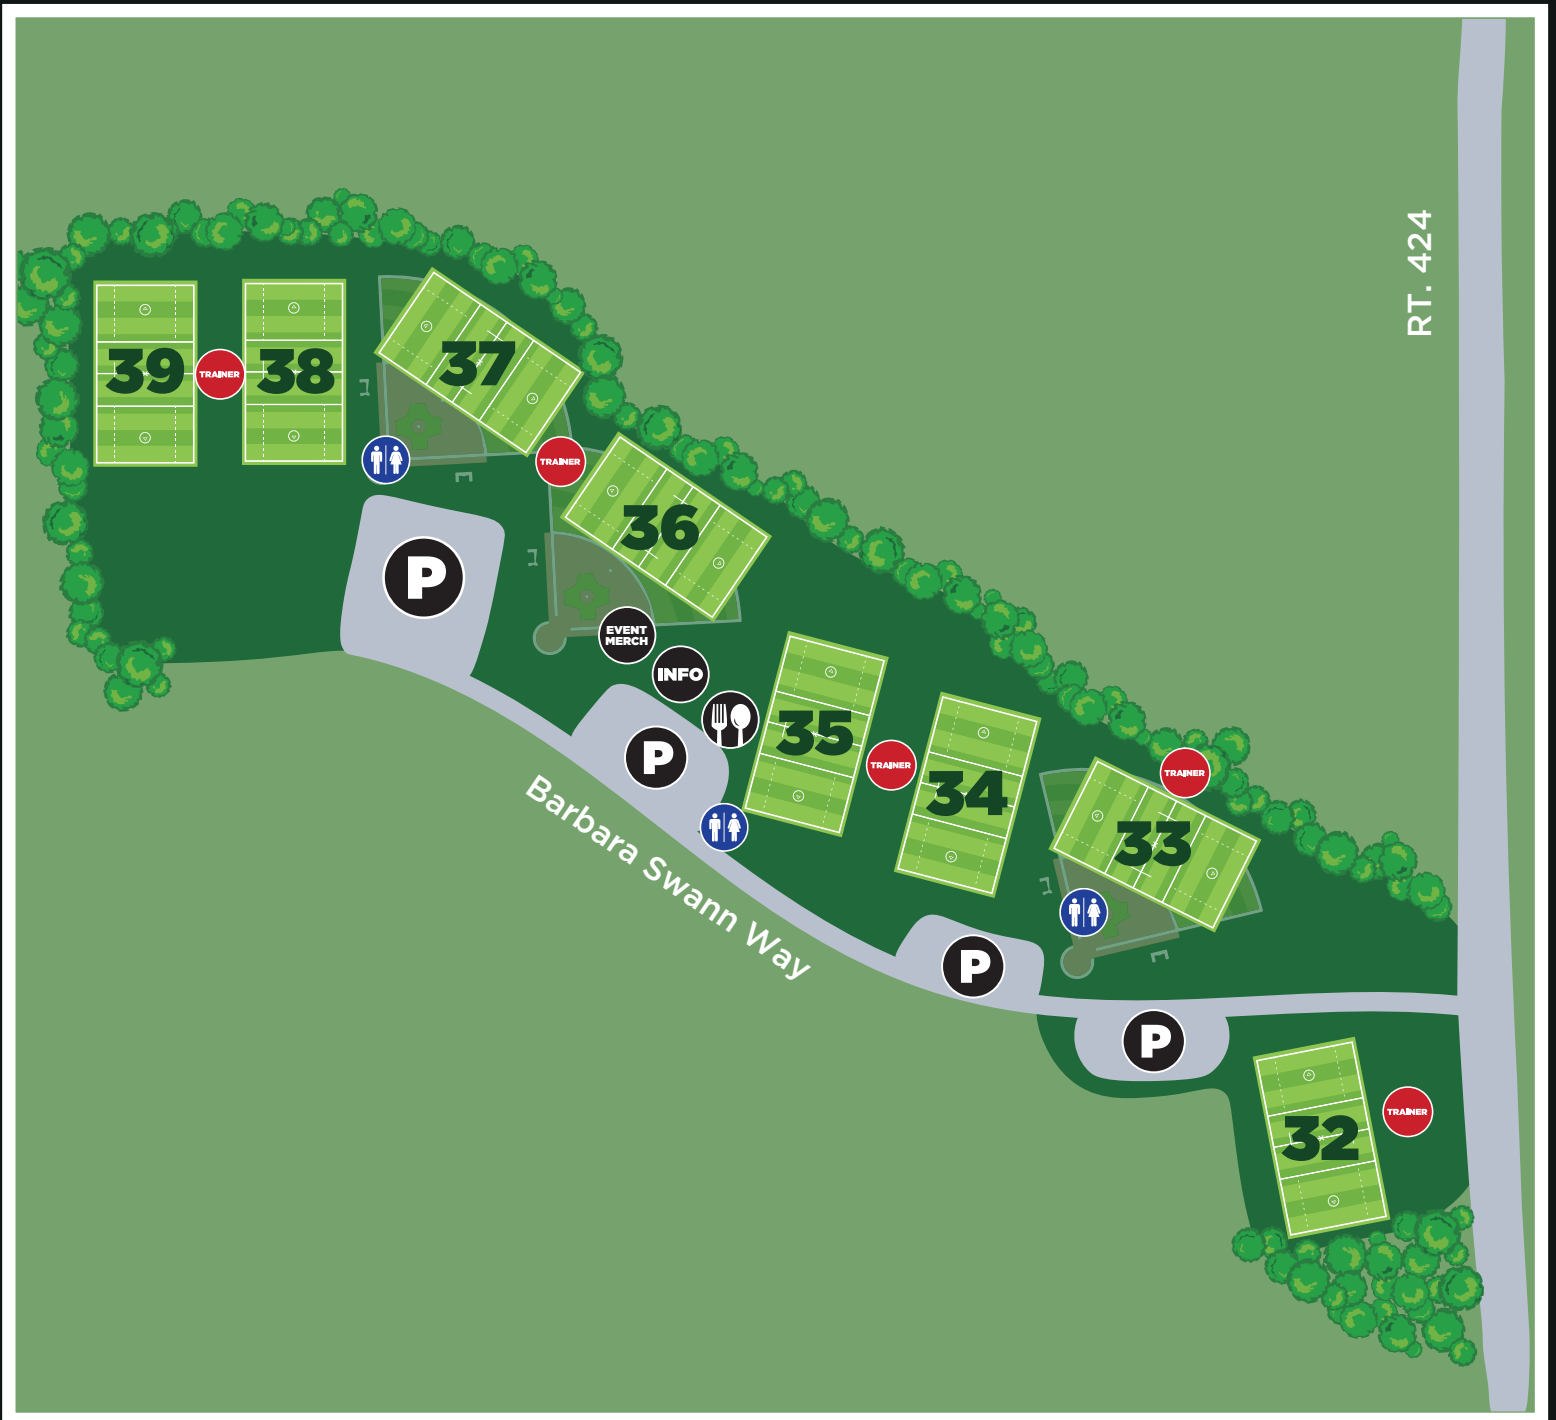 RT. 424
39
TRAINER
38
37
TRAINER
36
P
EVENT
MERCH
INFO
35
P
TRAINER
34
TRAINER
33
Barbara Swann Way
P
P
32
TRAINER